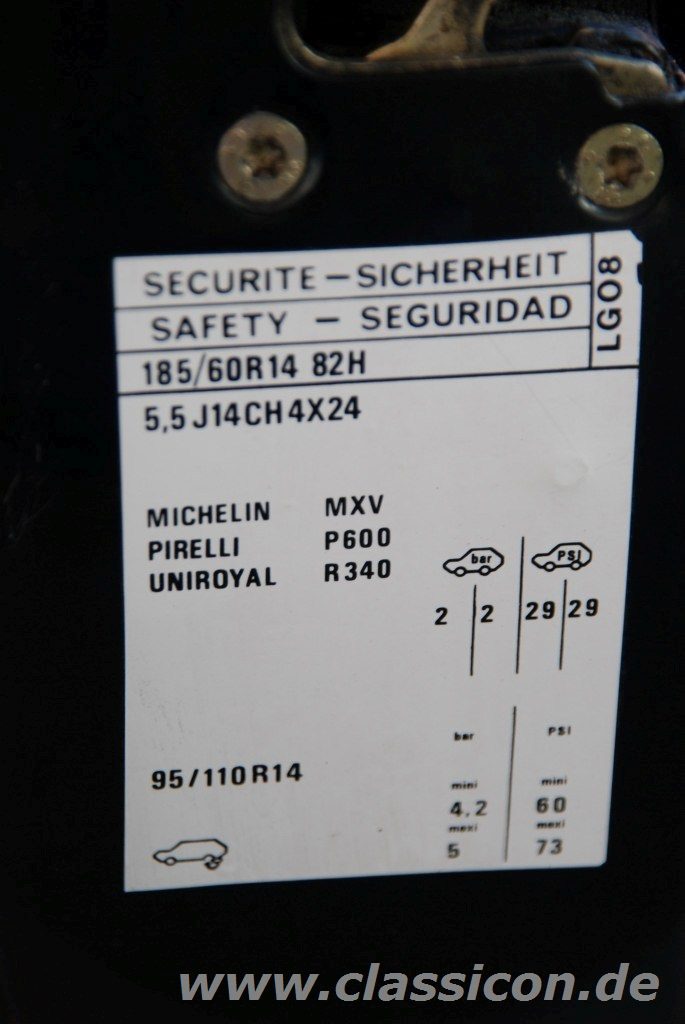 SECURITE – SICHERHEIT
SAFETY – SEGURIDAD
LG08
185/60R14 82H
5,5 J14CH4X24
MICHELIN MXV
PIRELLI P600
UNIROYAL R340
bar PSI
2 2 29 29
bar PSI
95/110R14
mini mini
4,2 60
maxi maxi
5 73
www.classicon.de